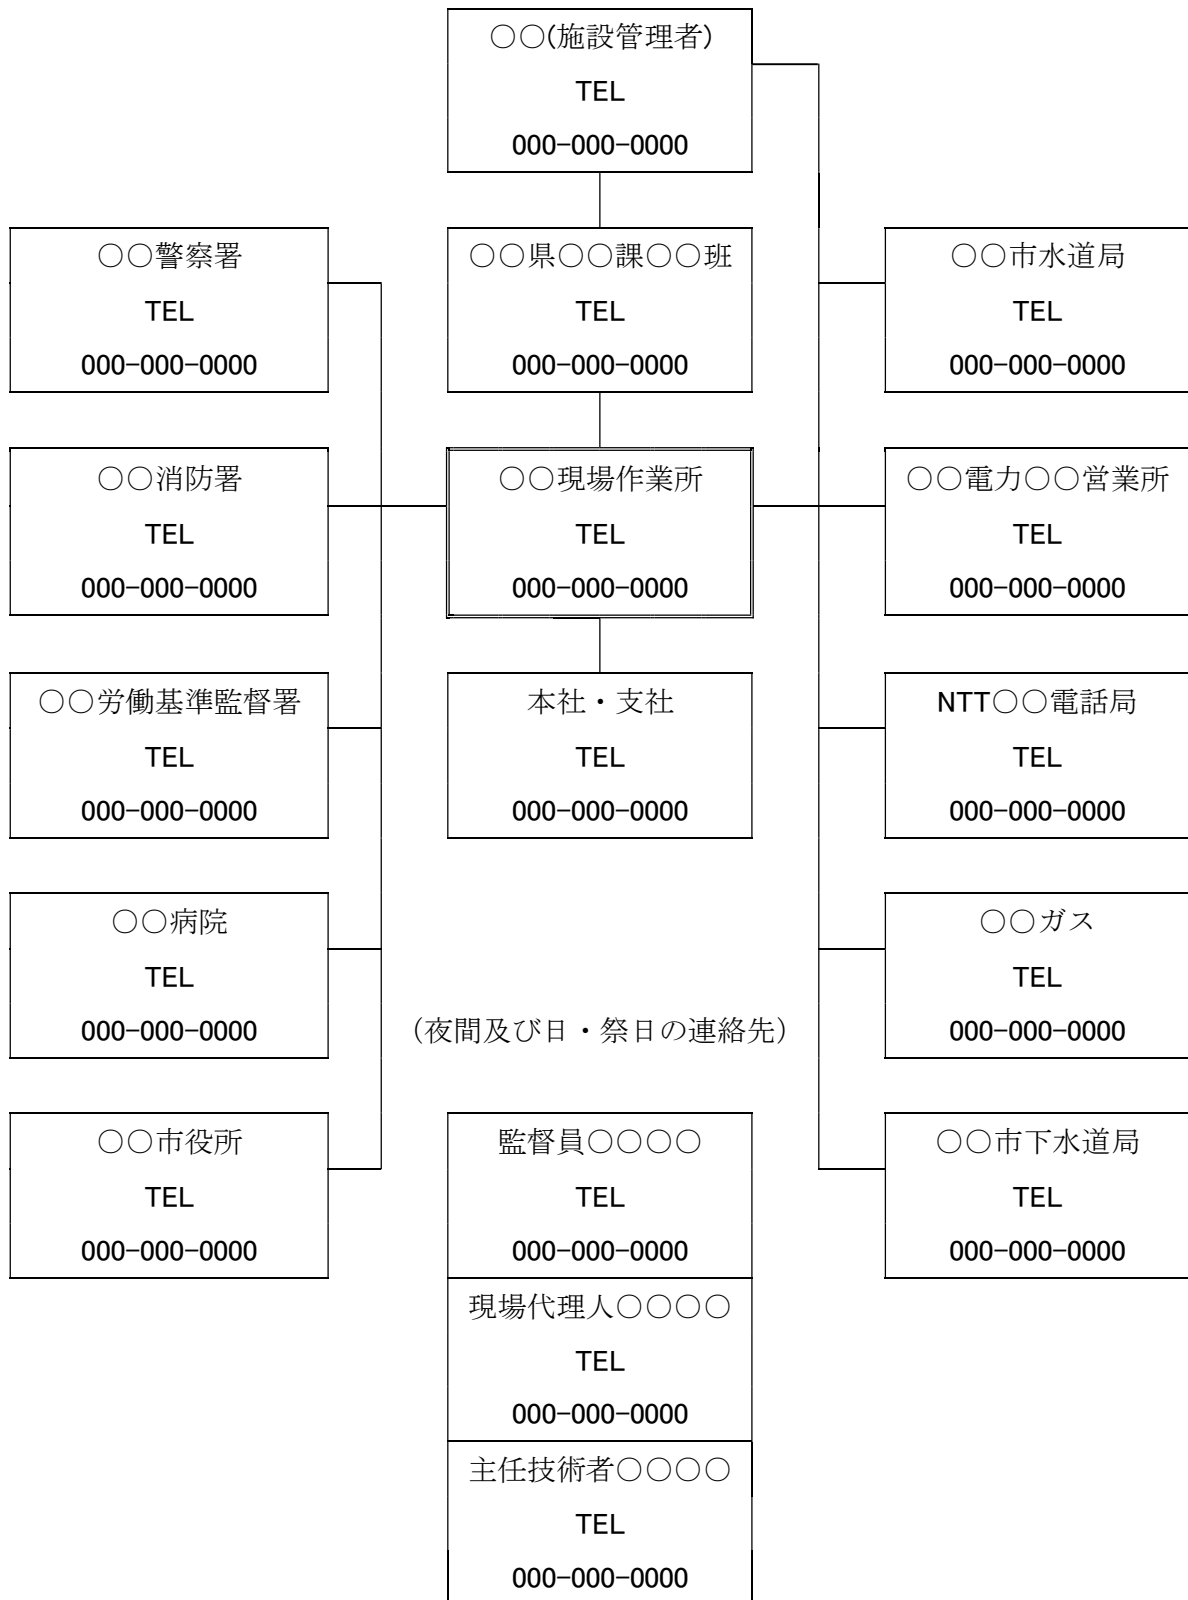 ○○(施設管理者)
TEL
000-000-0000
○○警察署
TEL
000-000-0000
○○県○○課○○班
TEL
000-000-0000
○○市水道局
TEL
000-000-0000
○○消防署
TEL
000-000-0000
○○現場作業所
TEL
000-000-0000
○○電力○○営業所
TEL
000-000-0000
○○労働基準監督署
TEL
000-000-0000
本社・支社
TEL
000-000-0000
NTT○○電話局
TEL
000-000-0000
○○病院
TEL
000-000-0000
○○ガス
TEL
000-000-0000
(夜間及び日・祭日の連絡先)
○○市役所
TEL
000-000-0000
監督員○○○○
TEL
000-000-0000
○○市下水道局
TEL
000-000-0000
現場代理人○○○○
TEL
000-000-0000
主任技術者○○○○
TEL
000-000-0000